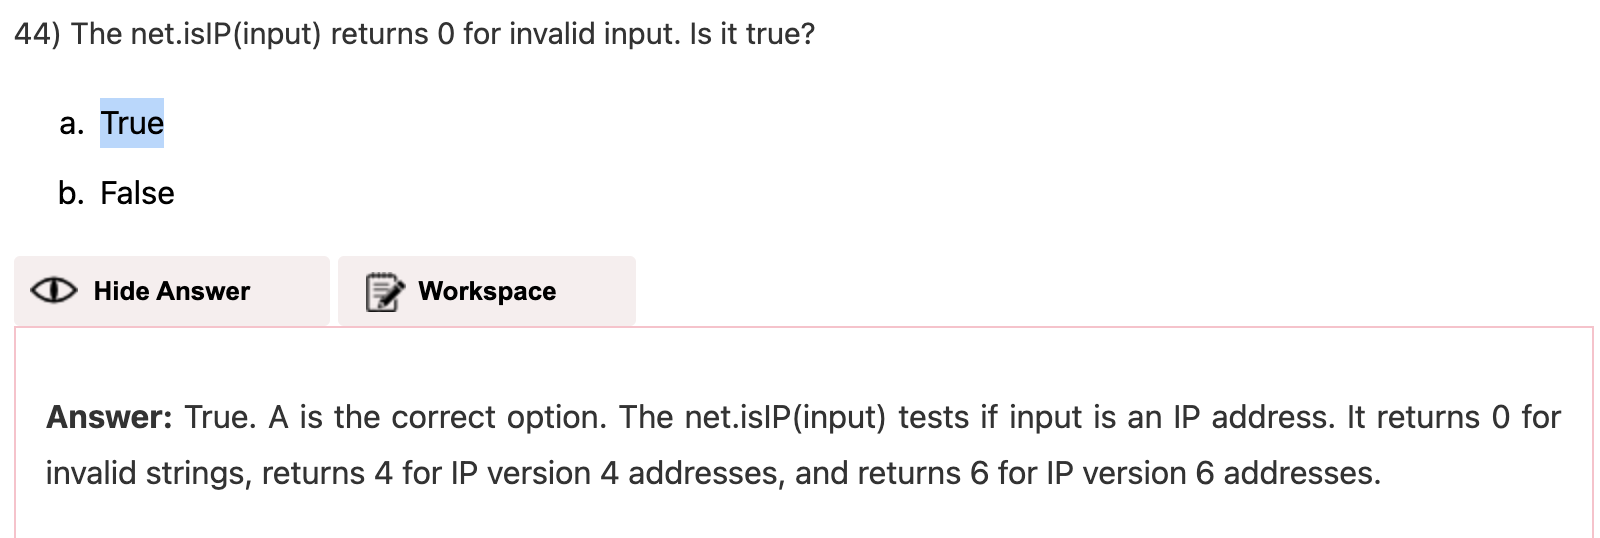 44) The net.isIP(input) returns 0 for invalid input. Is it true?
a. True
b. False
Hide Answer
Workspace
Answer: True. A is the correct option. The net.isIP(input) tests if input is an IP address. It returns 0 for
invalid strings, returns 4 for IP version 4 addresses, and returns 6 for IP version 6 addresses.